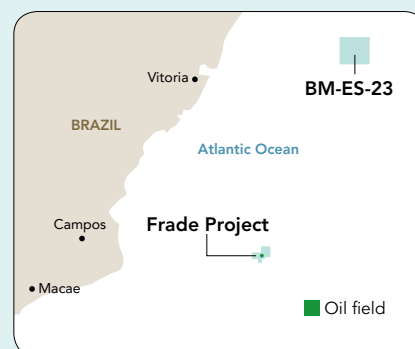 Vitoria
BM-ES-23
BRAZIL
Atlantic Ocean
Campos
Frade Project
Macae
Oil field